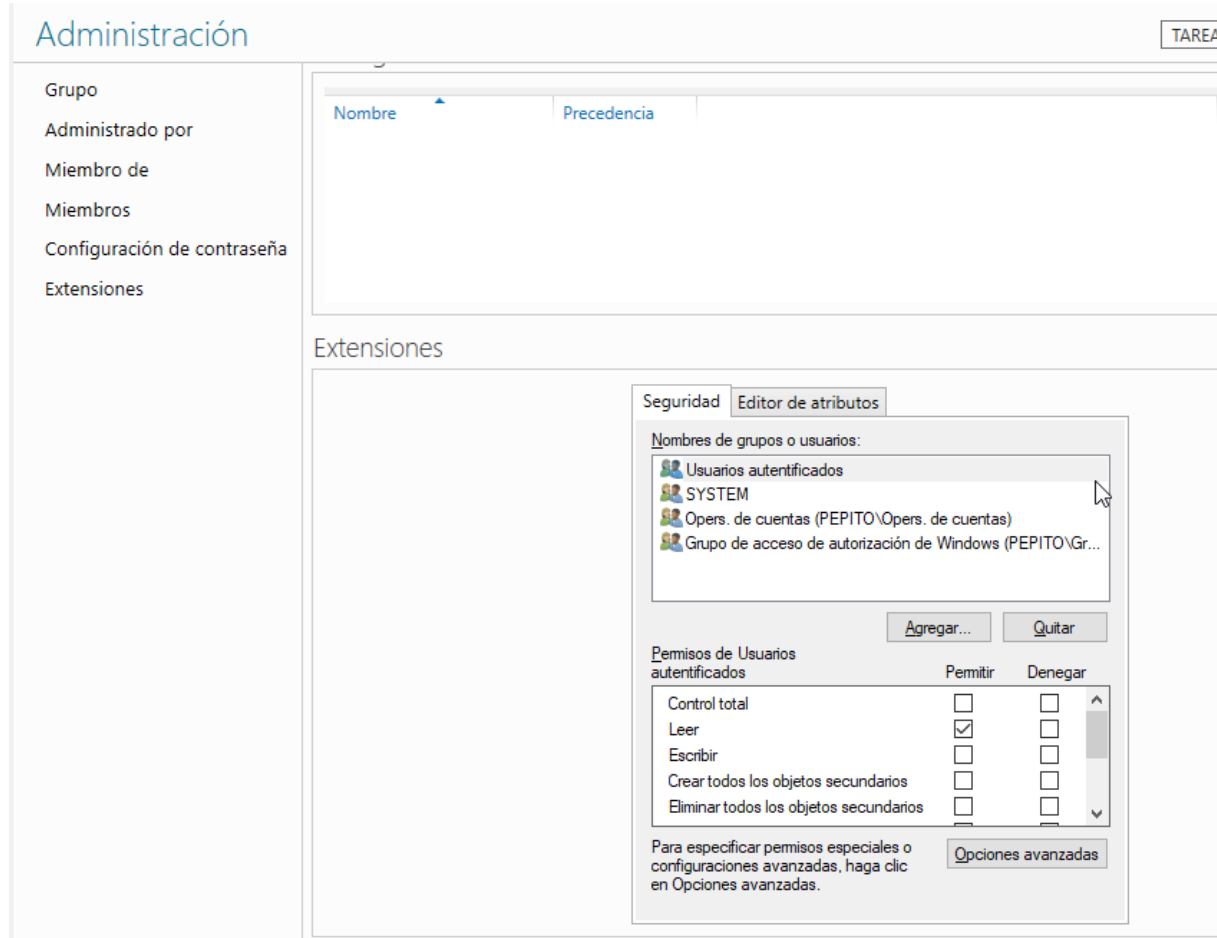 Administración
TAREA
Grupo
Administrado por
Miembro de
Miembros
Configuración de contraseña
Extensiones
Nombre
Precedencia
Extensiones
Seguridad
Editor de atributos
Nombres de grupos o usuarios:
Usuarios autentificados
SYSTEM
Opers. de cuentas (PEPITO\Opers. de cuentas)
Grupo de acceso de autorización de Windows (PEPITO\Gr...
Agregar...
Quitar
Permisos de Usuarios
autentificados
Permitir
Denegar
Control total
Leer
Escribir
Crear todos los objetos secundarios
Eliminar todos los objetos secundarios
Para especificar permisos especiales o
configuraciones avanzadas, haga clic
en Opciones avanzadas.
Opciones avanzadas